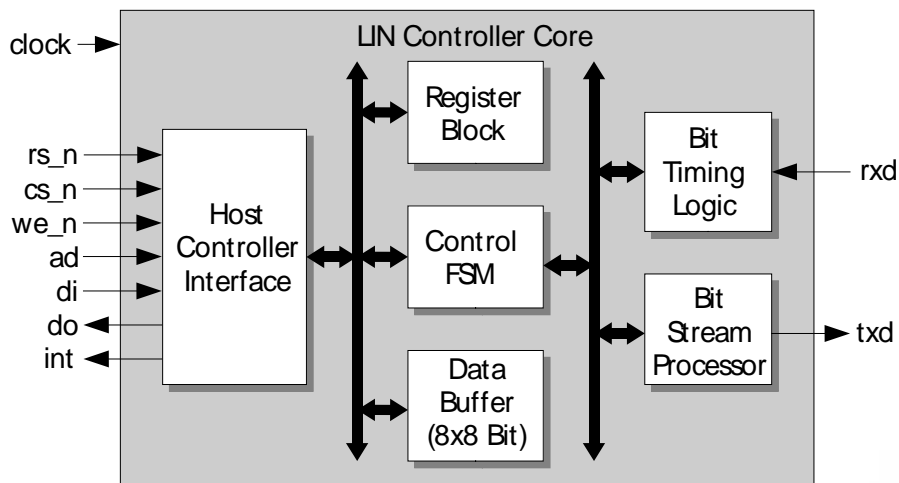 LIN Controller Core
clock
rs_n
cs_n
we_n
ad
di
do
int
Host
Controller
Interface
Register
Block
Control
FSM
Data
Buffer
(8x8 Bit)
Bit
Timing
Logic
Bit
Stream
Processor
rxd
txd